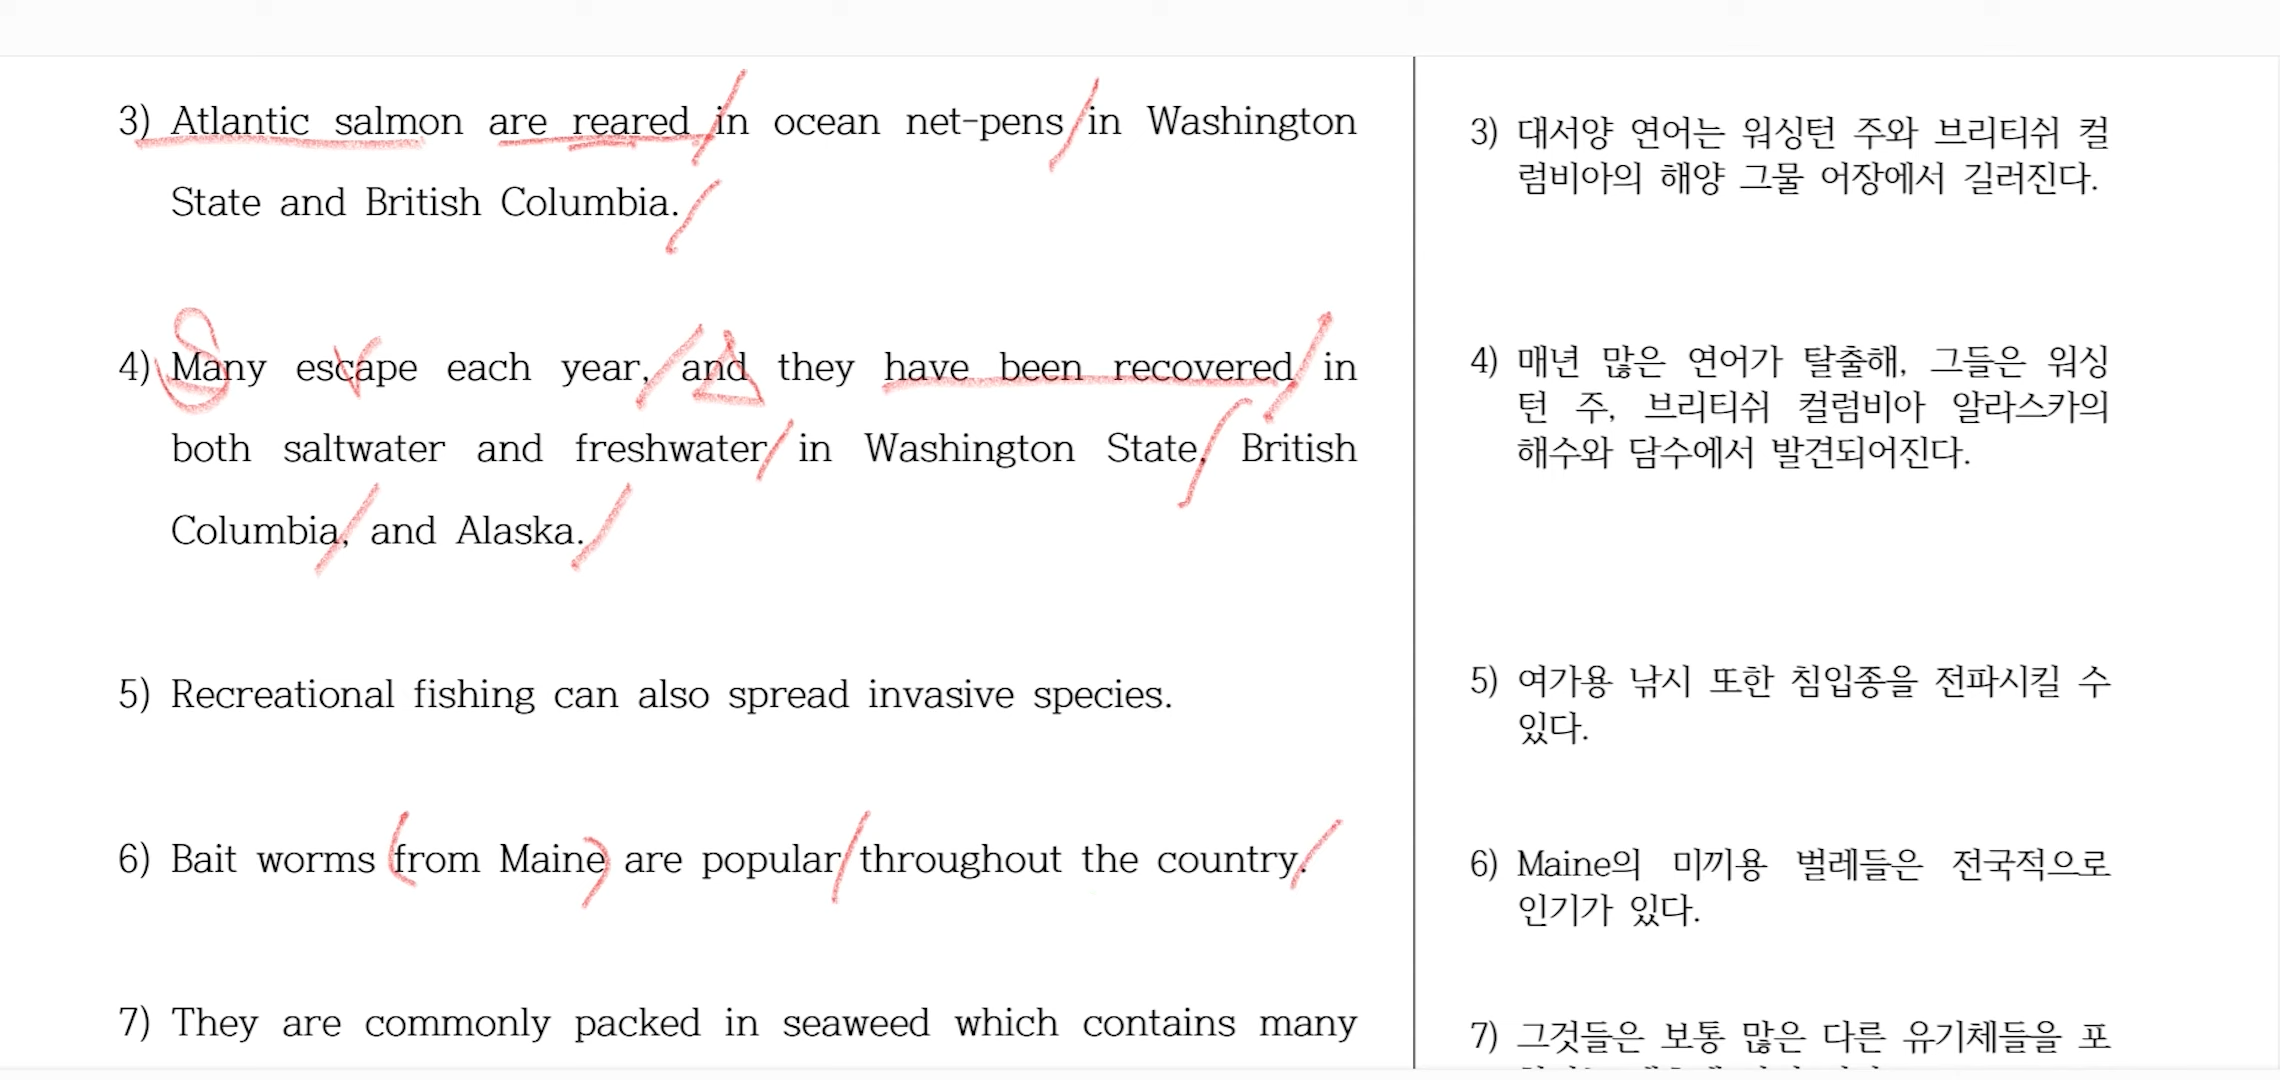 3) Atlantic salmon are reared in ocean net-pens in Washington
State and British Columbia.
S V
4) Many escape each year, and they have been recovered in
both saltwater and freshwater in Washington State, British
Columbia, and Alaska.
5) Recreational fishing can also spread invasive species.
6) Bait worms from Maine are popular throughout the country.
7) They are commonly packed in seaweed which contains many
3) 대서양 연어는 워싱턴 주와 브리티쉬 컬
럼비아의 해양 그물 어장에서 길러진다.
4) 매년 많은 연어가 탈출해, 그들은 워싱
턴 주, 브리티쉬 컬럼비아 알라스카의
해수와 담수에서 발견되어진다.
5) 여가용 낚시 또한 침입종을 전파시킬 수
있다.
6) Maine의 미끼용 벌레들은 전국적으로
인기가 있다.
7) 그것들은 보통 많은 다른 유기체들을 포